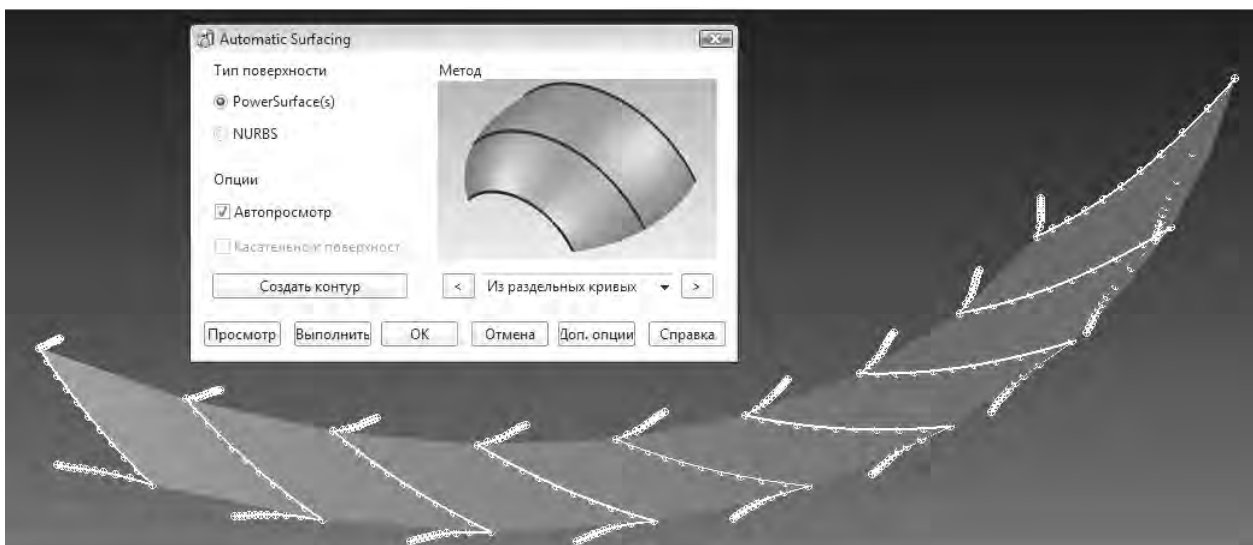 Automatic Surfacing
Тип поверхности
Метод
PowerSurface(s)
NURBS
Опции
Автопросмотр
Касательно к поверхност
Создать контур
< Из раздельных кривых >
Просмотр Выполнить ОК Отмена Доп. опции Справка